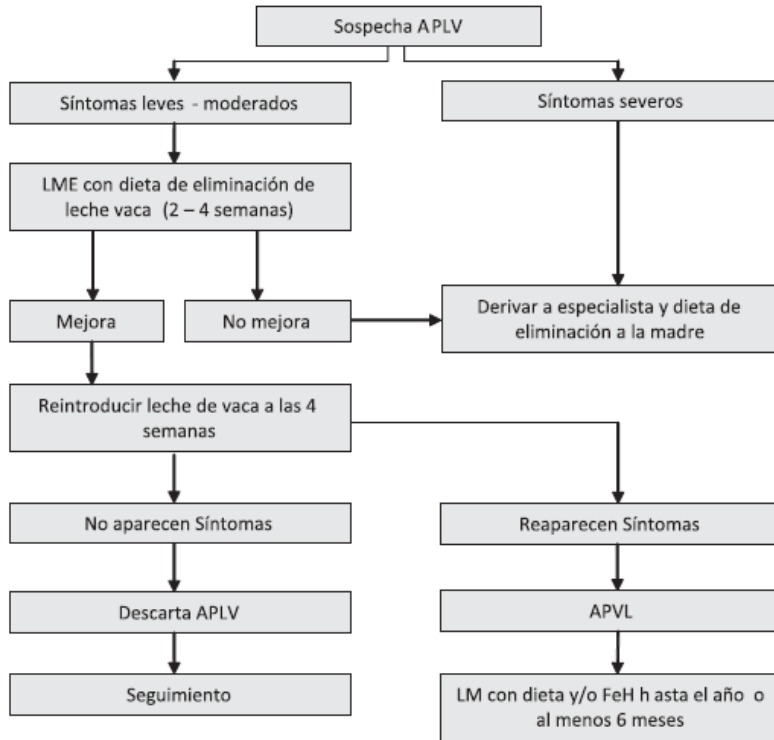 Sospecha APLV
Síntomas leves - moderados
Síntomas severos
LME con dieta de eliminación de
leche vaca (2 – 4 semanas)
Mejora
No mejora
Derivar a especialista y dieta de
eliminación a la madre
Reintroducir leche de vaca a las 4
semanas
No aparecen Síntomas
Reaparecen Síntomas
Descarta APLV
APVL
Seguimiento
LM con dieta y/o FeH h asta el año o
al menos 6 meses